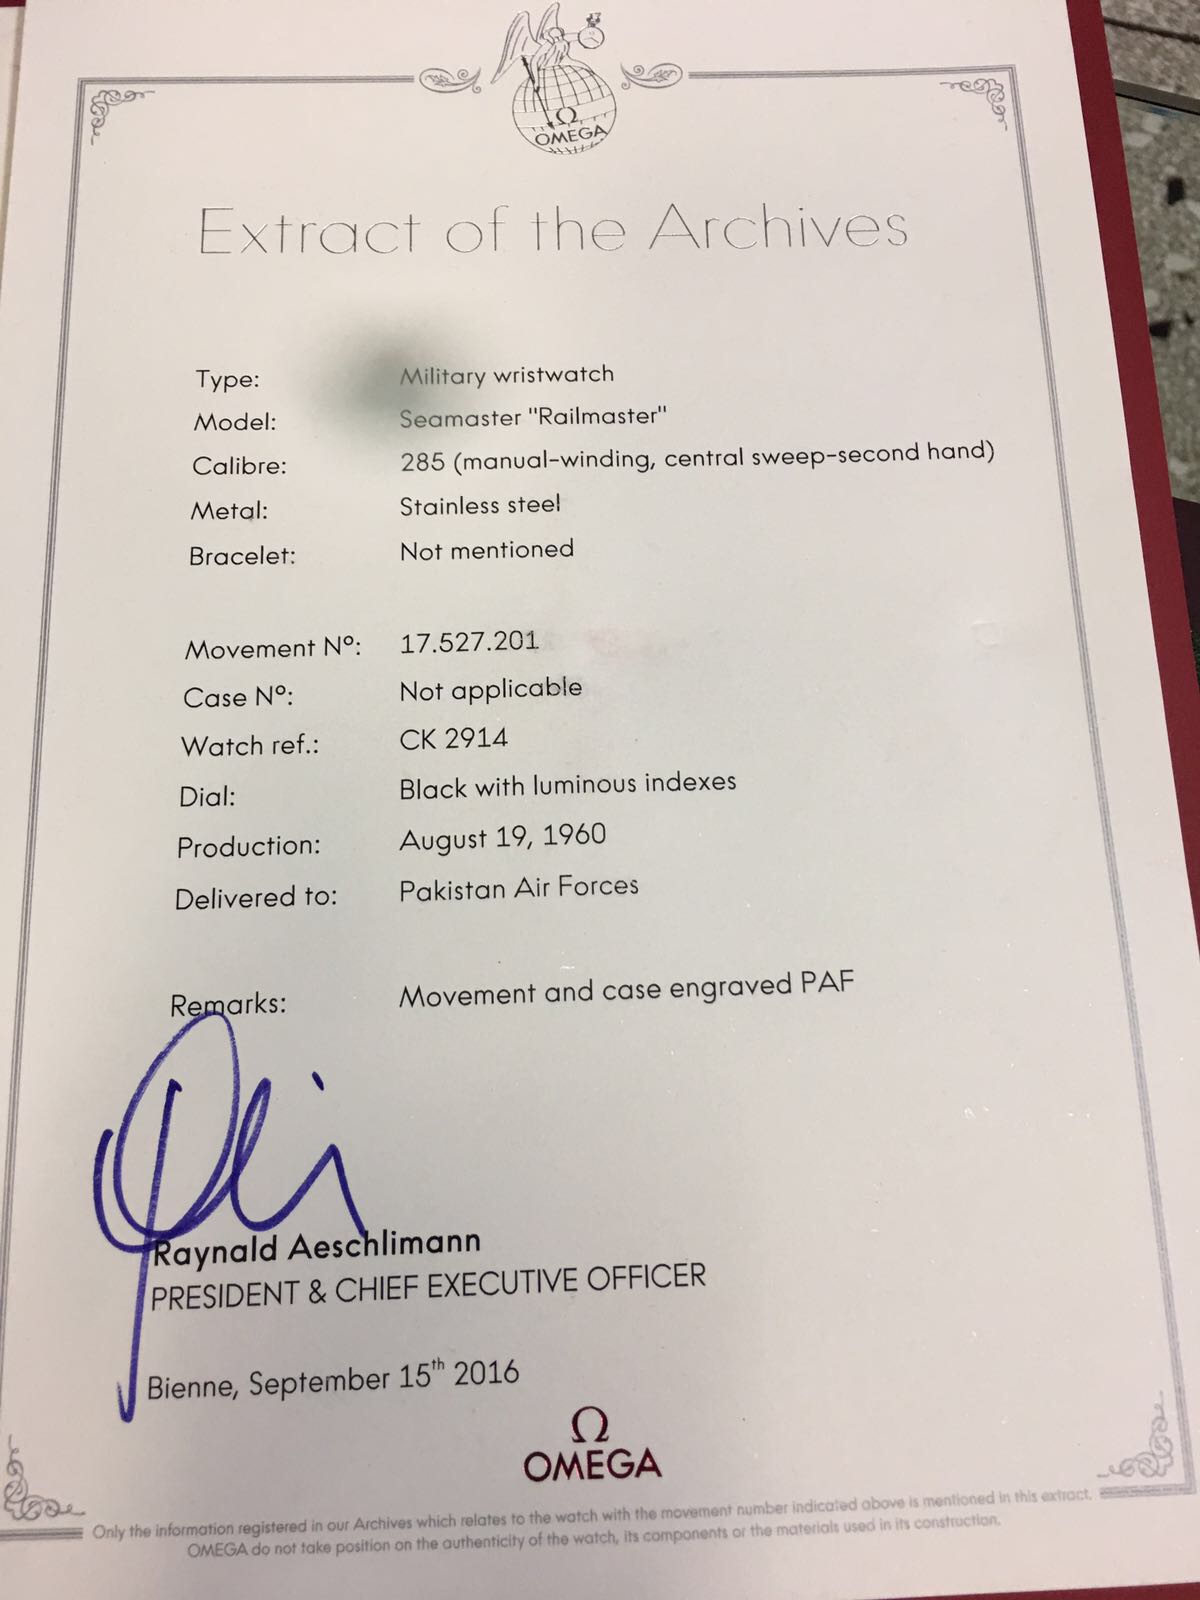 Ω
OMEGA
Extract of the Archives
Type: Military wristwatch
Model: Seamaster "Railmaster"
Calibre: 285 (manual-winding, central sweep-second hand)
Metal: Stainless steel
Bracelet: Not mentioned
Movement Nº: 17.527.201
Case Nº: Not applicable
Watch ref.: CK 2914
Dial: Black with luminous indexes
Production: August 19, 1960
Delivered to: Pakistan Air Forces
Remarks: Movement and case engraved PAF
Raynald Aeschlimann
PRESIDENT & CHIEF EXECUTIVE OFFICER
Bienne, September 15th 2016
Ω
OMEGA
Only the information registered in our Archives which relates to the watch with the movement number indicated above is mentioned in this extract.
OMEGA do not take position on the authenticity of the watch, its components or the materials used in its construction.